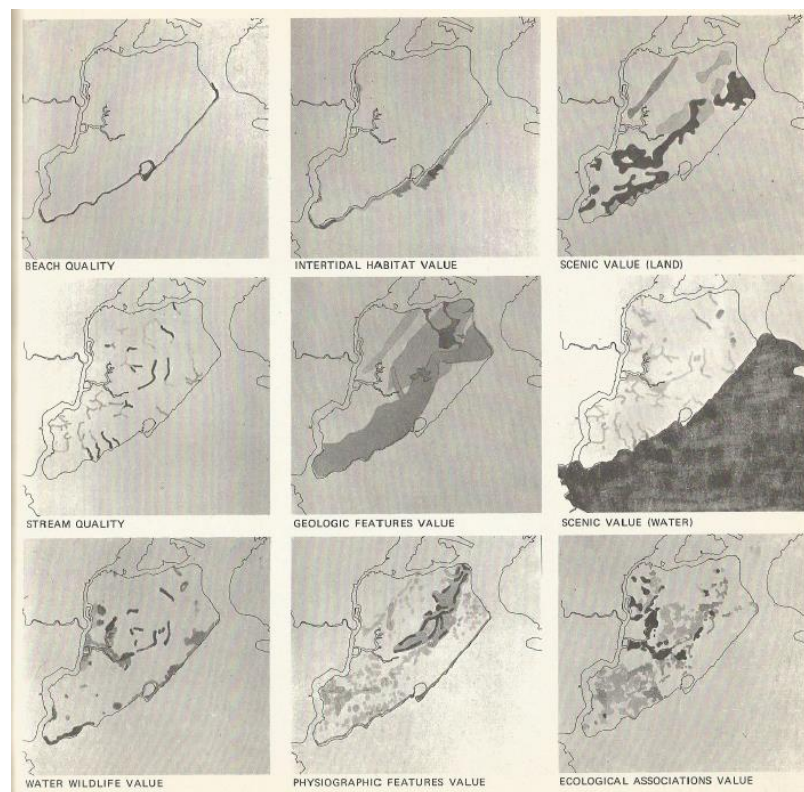 BEACH QUALITY
INTERTIDAL HABITAT VALUE
SCENIC VALUE (LAND)
STREAM QUALITY
GEOLOGIC FEATURES VALUE
SCENIC VALUE (WATER)
WATER WILDLIFE VALUE
PHYSIOGRAPHIC FEATURES VALUE
ECOLOGICAL ASSOCIATIONS VALUE